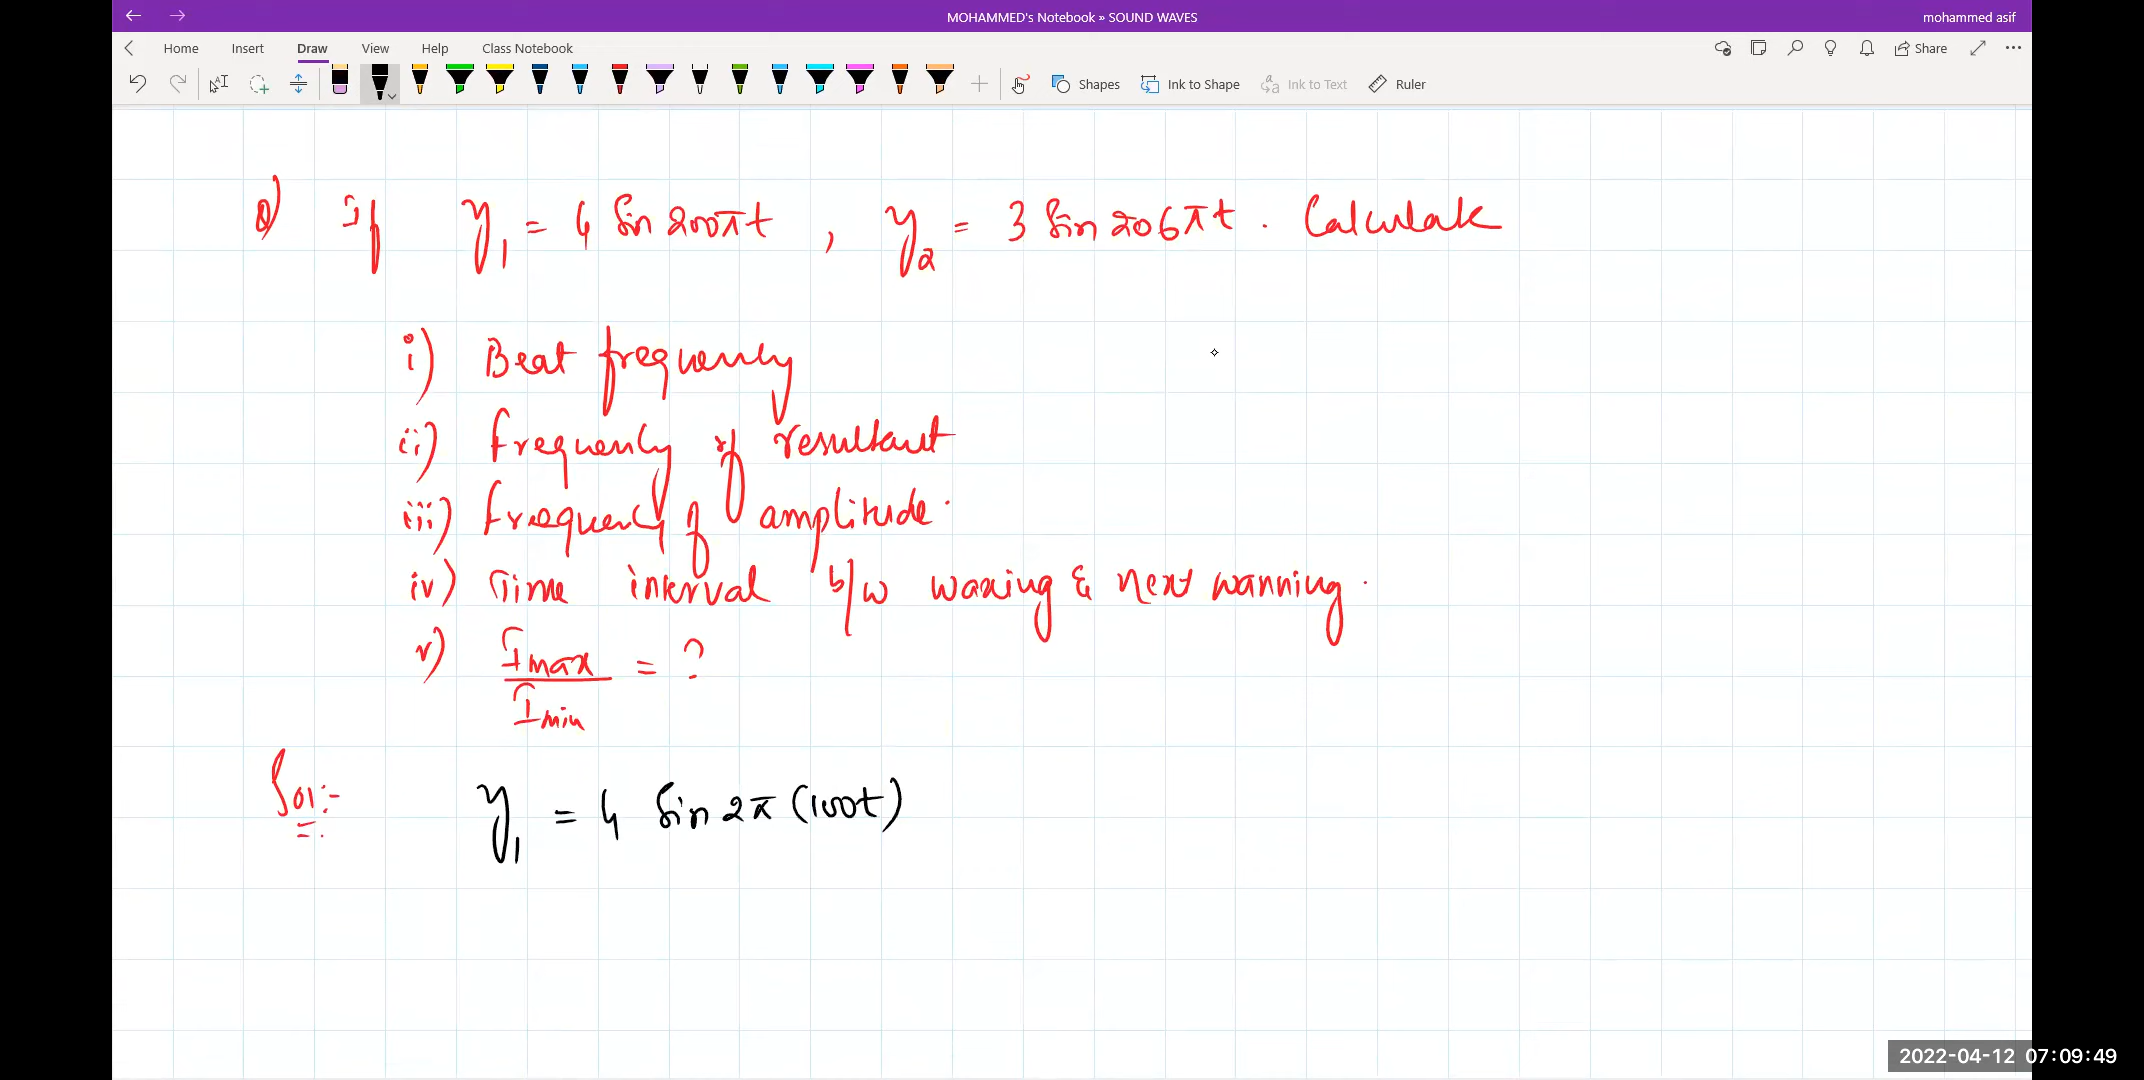 MOHAMMED's Notebook » SOUND WAVES
mohammed asif
Home Insert Draw View Help Class Notebook
Share
Shapes Ink to Shape Ink to Text Ruler
Q) If y₁ = 4 Sin 200πt , y₂ = 3 Sin 206πt . Calculate
i) Beat frequency
ii) frequency of resultant
iii) frequency of amplitude.
iv) Time interval b/w waxing & next wanning.
v) Imax / Imin = ?
Sol:-
y₁ = 4 Sin 2π (100t)
2022-04-12 07:09:49